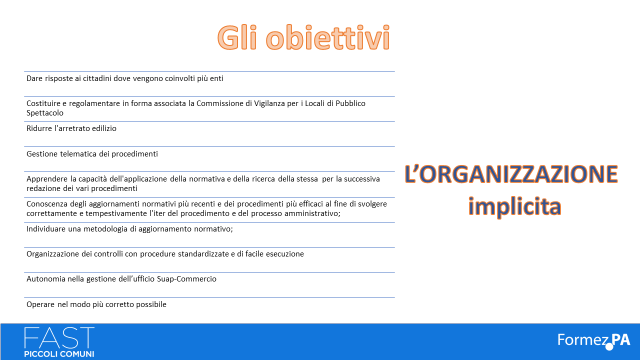 Gli obiettivi
Dare risposte ai cittadini dove vengono coinvolti più enti
Costituire e regolamentare in forma associata la Commissione di Vigilanza per i Locali di Pubblico
Spettacolo
Ridurre l'arretrato edilizio
Gestione telematica dei procedimenti
Apprendere la capacità dell'applicazione della normativa e della ricerca della stessa per la successiva
redazione dei vari procedimenti
Conoscenza degli aggiornamenti normativi più recenti e dei procedimenti più efficaci al fine di svolgere
correttamente e tempestivamente l'iter del procedimento e del processo amministrativo;
Individuare una metodologia di aggiornamento normativo;
Organizzazione dei controlli con procedure standardizzate e di facile esecuzione
Autonomia nella gestione dell'ufficio Suap-Commercio
Operare nel modo più corretto possibile
L'ORGANIZZAZIONE
implicita
FAST
PICCOLI COMUNI
Formez PA